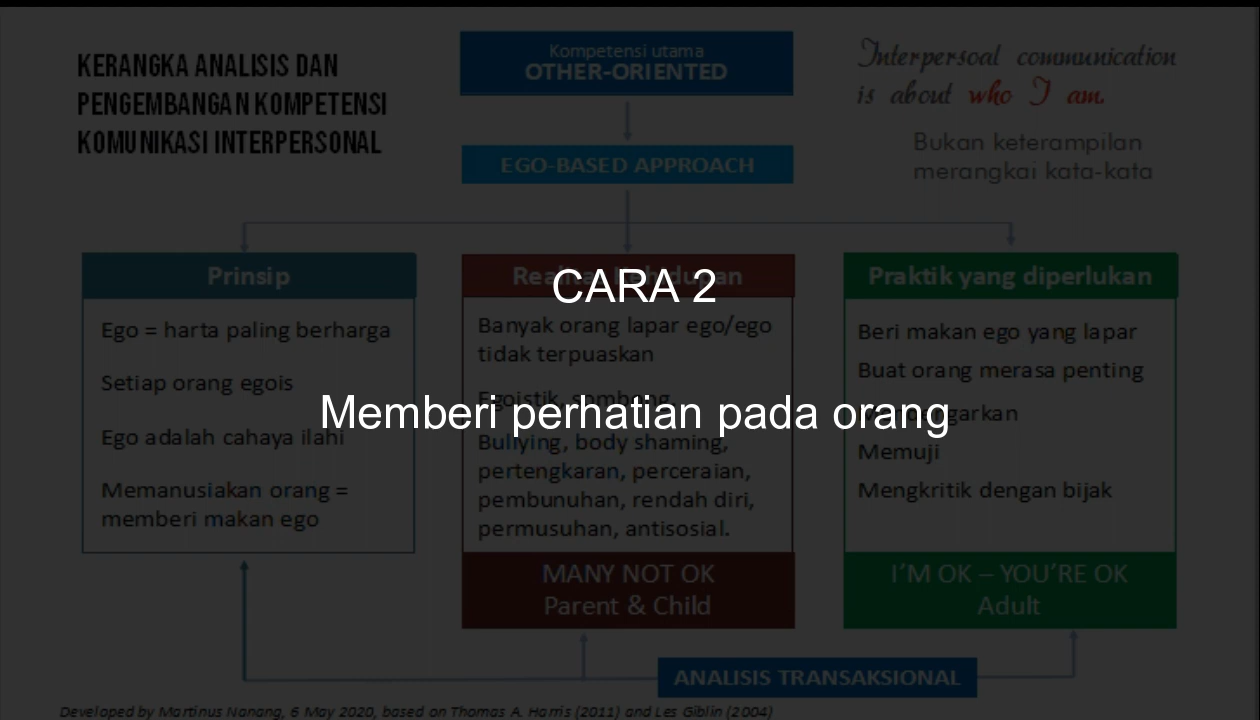 KERANGKA ANALISIS DAN
PENGEMBANGAN KOMPETENSI
KOMUNIKASI INTERPERSONAL
Kompetensi utama
OTHER-ORIENTED
EGO-BASED APPROACH
Interpersoal communication
is about who I am.
Bukan keterampilan
merangkai kata-kata
CARA 2
Memberi perhatian pada orang
Prinsip
Ego = harta paling berharga
Setiap orang egois
Ego adalah cahaya ilahi
Memanusiakan orang =
memberi makan ego
Banyak orang lapar ego/ego
tidak terpuaskan
Egoistik, sombong,
Bullying, body shaming,
pertengkaran, perceraian,
pembunuhan, rendah diri,
permusuhan, antisosial.
MANY NOT OK
Parent & Child
Praktik yang diperlukan
Beri makan ego yang lapar
Buat orang merasa penting
Memuji
Mengkritik dengan bijak
I'M OK – YOU'RE OK
Adult
ANALISIS TRANSAKSIONAL
Developed by Martinus Nanang, 6 May 2020, based on Thomas A. Harris (2011) and Les Giblin (2004)